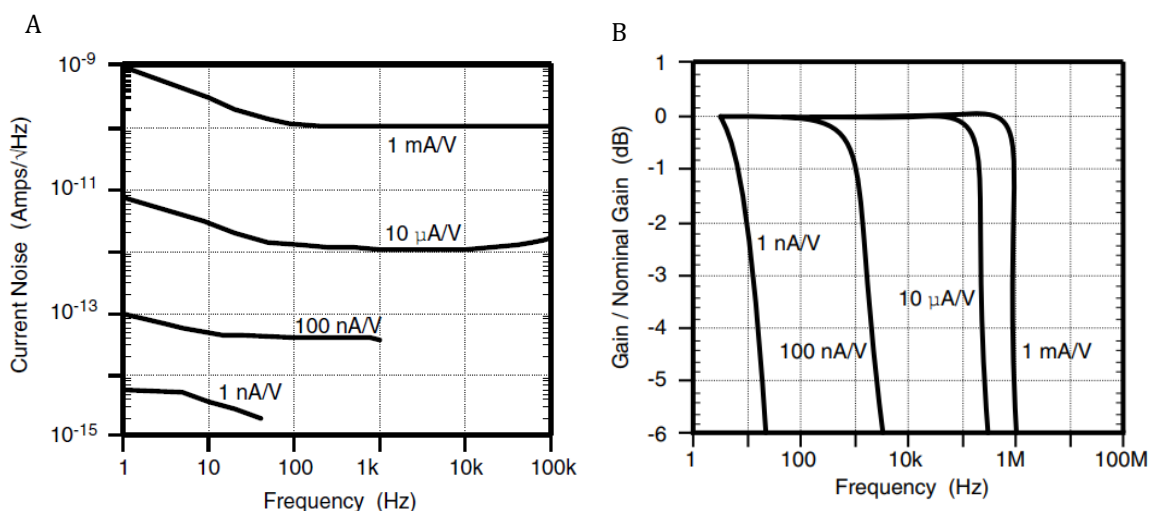 A
10-9
10-11
10-13
10-15
Current Noise (Amps/√Hz)
1 mA/V
10 μA/V
100 nA/V
1 nA/V
1 10 100 1k 10k 100k
Frequency (Hz)
B
1
0
-1
-2
-3
-4
-5
-6
Gain / Nominal Gain (dB)
1 nA/V
10 μA/V
100 nA/V
1 mA/V
1 100 10k 1M 100M
Frequency (Hz)